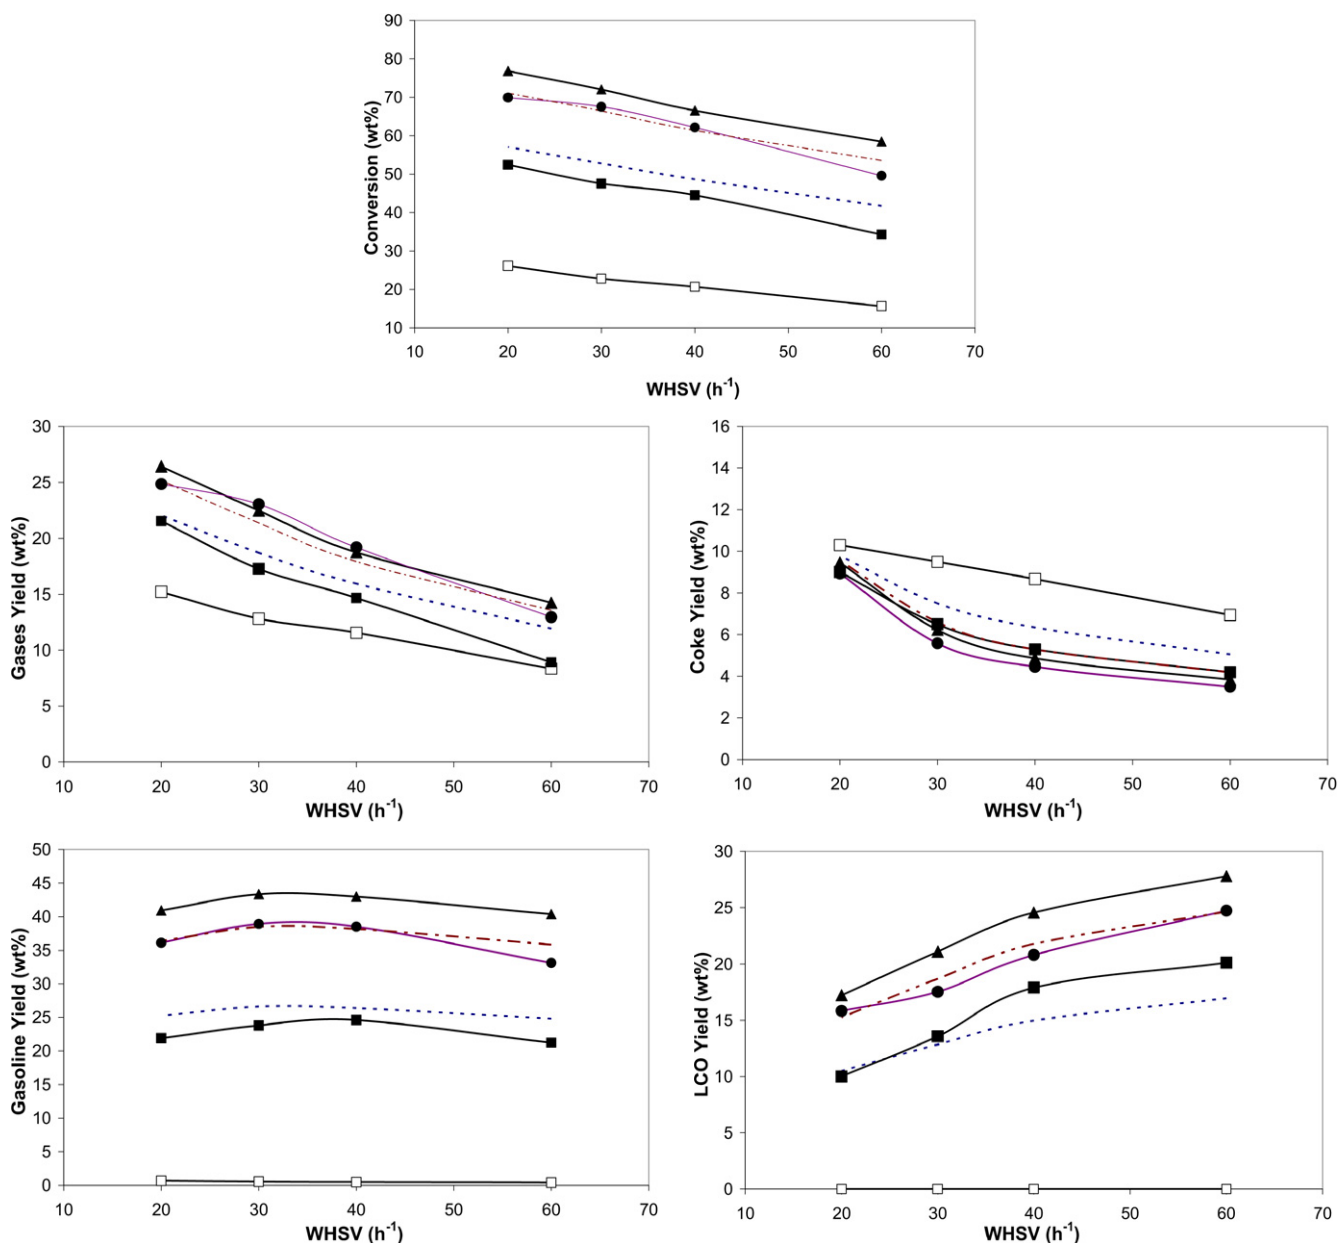 90
80
70
60
50
40
30
20
10
Conversion (wt%)
10 20 30 40 50 60 70
WHSV (h⁻¹)
30
25
20
15
10
5
0
Gases Yield (wt%)
10 20 30 40 50 60 70
WHSV (h⁻¹)
16
14
12
10
8
6
4
2
0
Coke Yield (wt%)
10 20 30 40 50 60 70
WHSV (h⁻¹)
50
45
40
35
30
25
20
15
10
5
0
Gasoline Yield (wt%)
10 20 30 40 50 60 70
WHSV (h⁻¹)
30
25
20
15
10
5
0
LCO Yield (wt%)
10 20 30 40 50 60 70
WHSV (h⁻¹)